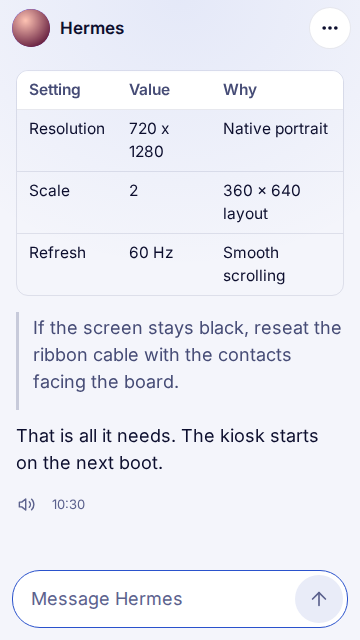 Hermes
Setting Value Why
Resolution 720 x 1280 Native portrait
Scale 2 360 × 640 layout
Refresh 60 Hz Smooth scrolling
If the screen stays black, reseat the
ribbon cable with the contacts
facing the board.
That is all it needs. The kiosk starts
on the next boot.
10:30
Message Hermes